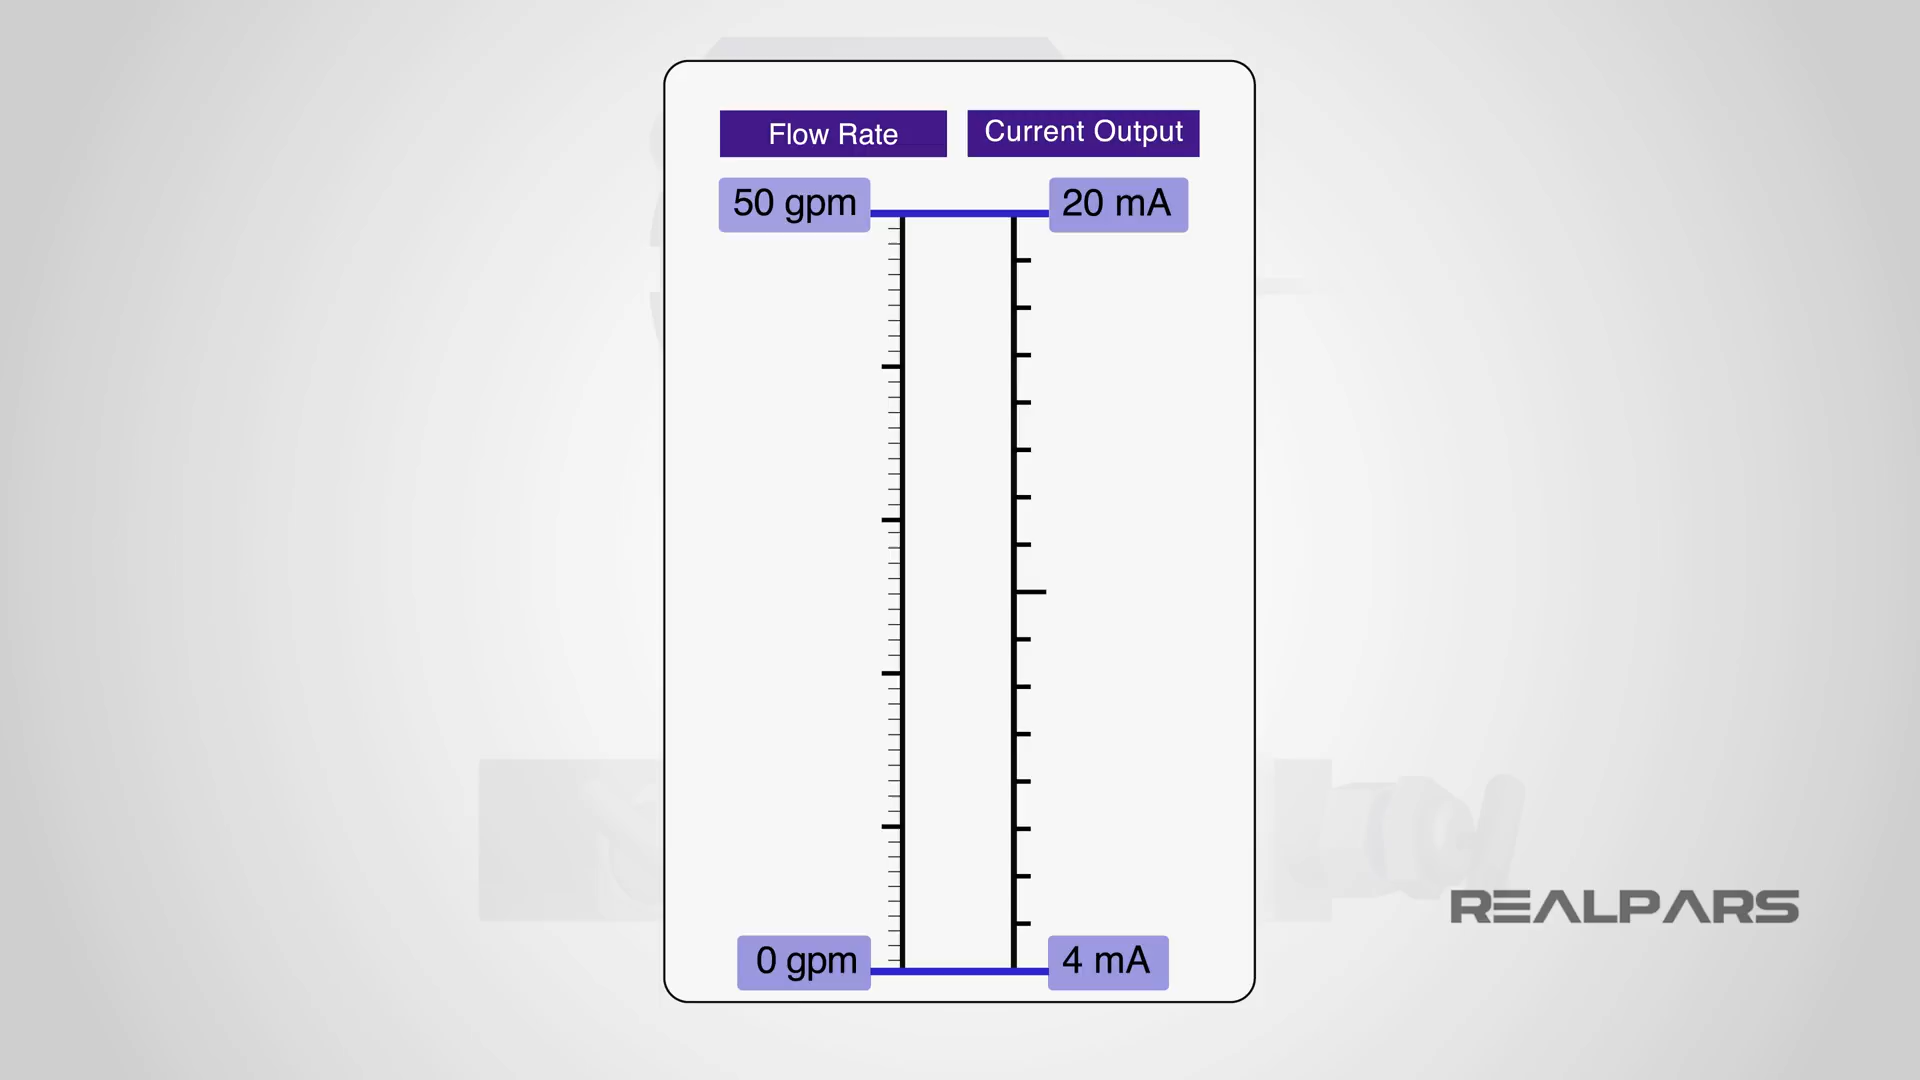 Flow Rate
Current Output
50 gpm
20 mA
0 gpm
4 mA
REALPARS